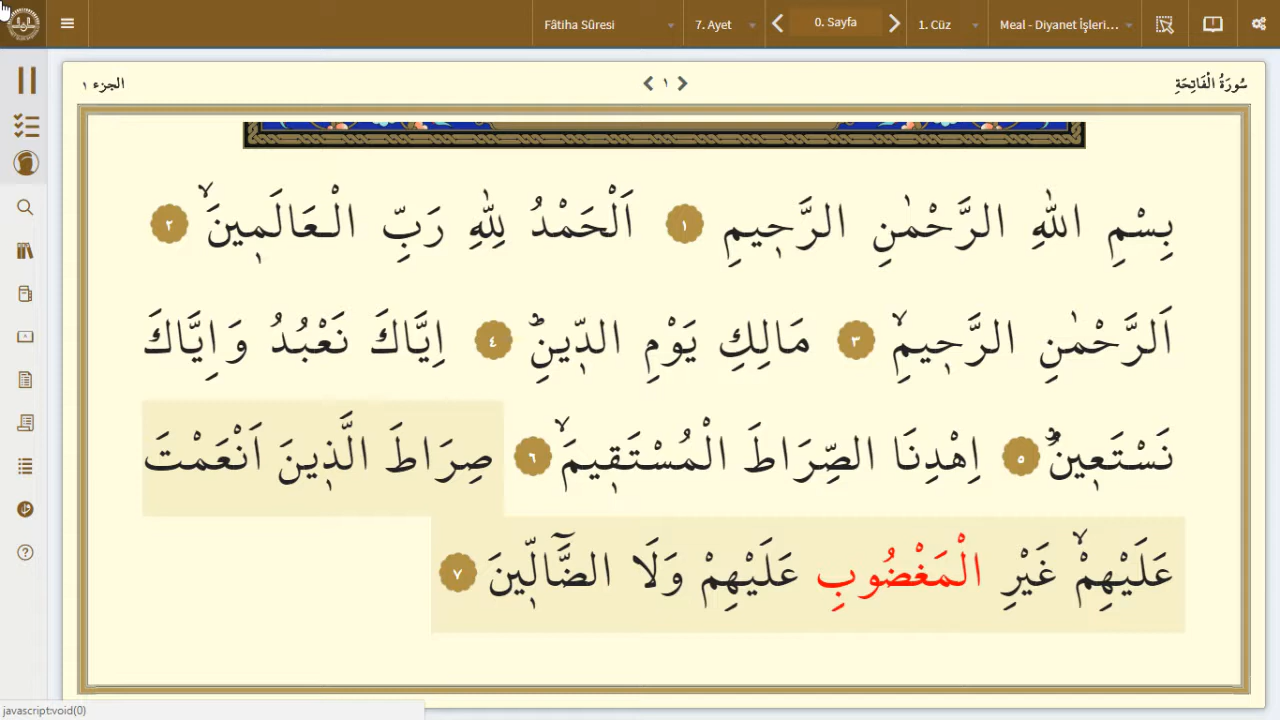 Fâtiha Sûresi 7. Ayet 0. Sayfa 1. Cüz Meal - Diyanet İşleri...
سُورَةُ الْفَاتِحَةِ ١ الجزء ١
بِسْمِ اللّٰهِ الرَّحْمٰنِ الرَّح۪يمِ ١ اَلْحَمْدُ لِلّٰهِ رَبِّ الْعَالَم۪ينَۙ ٢
اَلرَّحْمٰنِ الرَّح۪يمِۙ ٣ مَالِكِ يَوْمِ الدّ۪ينِۜ ٤ اِيَّاكَ نَعْبُدُ وَاِيَّاكَ
نَسْتَع۪ينُۜ ٥ اِهْدِنَا الصِّرَاطَ الْمُسْتَق۪يمَۙ ٦ صِرَاطَ الَّذ۪ينَ اَنْعَمْتَ
عَلَيْهِمْۙ غَيْرِ الْمَغْضُوبِ عَلَيْهِمْ وَلَا الضَّٓالّ۪ينَ ٧
javascript:void(0)